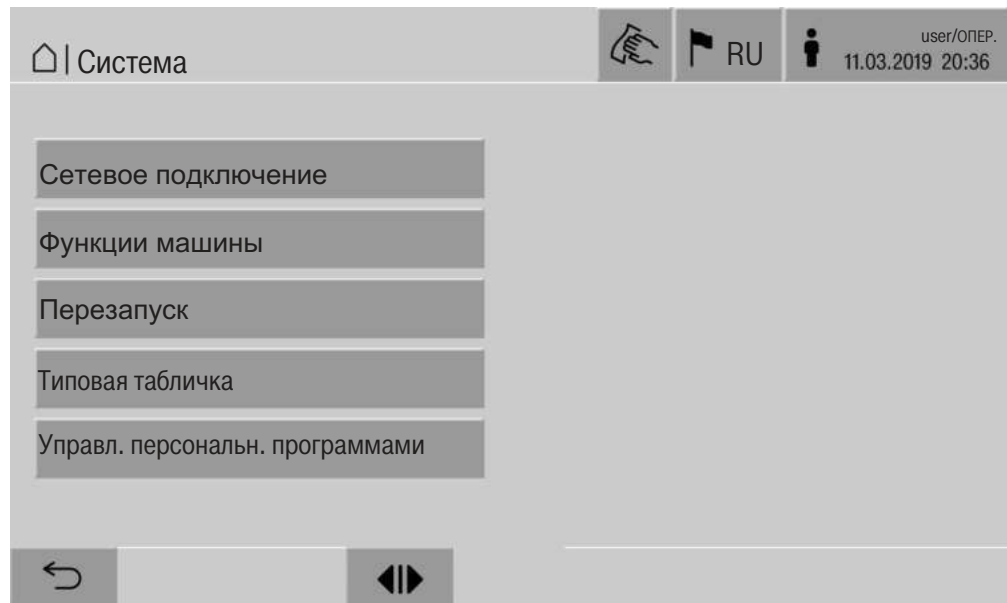 Система
RU
user/ОПЕР.
11.03.2019 20:36
Сетевое подключение
Функции машины
Перезапуск
Типовая табличка
Управл. персональн. программами